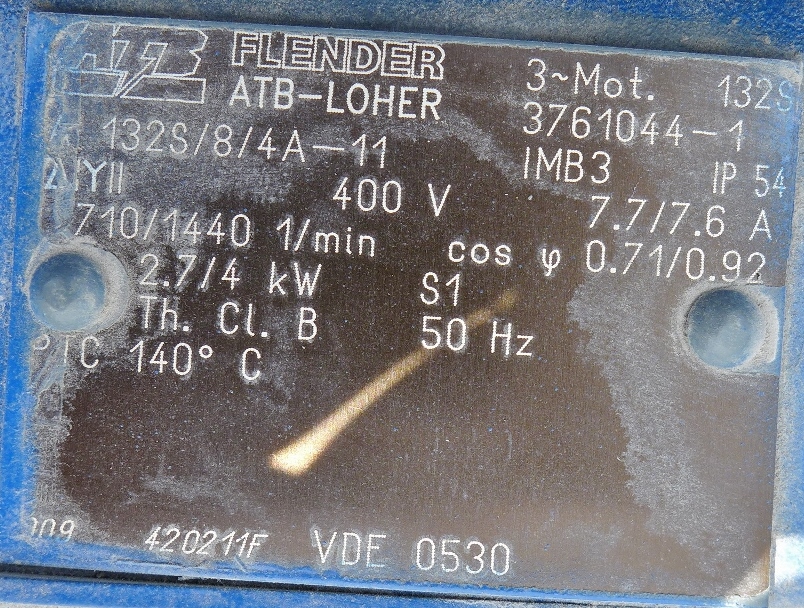 FLENDER
ATB-LOHER
3~Mot. 132S
132S/8/4A-11
3761044-1
IMB3 IP 54
400 V
7.7/7.6 A
710/1440 1/min
cos φ 0.71/0.92
2.7/4 kW S1
Th. Cl. B 50 Hz
PTC 140° C
420211F VDE 0530